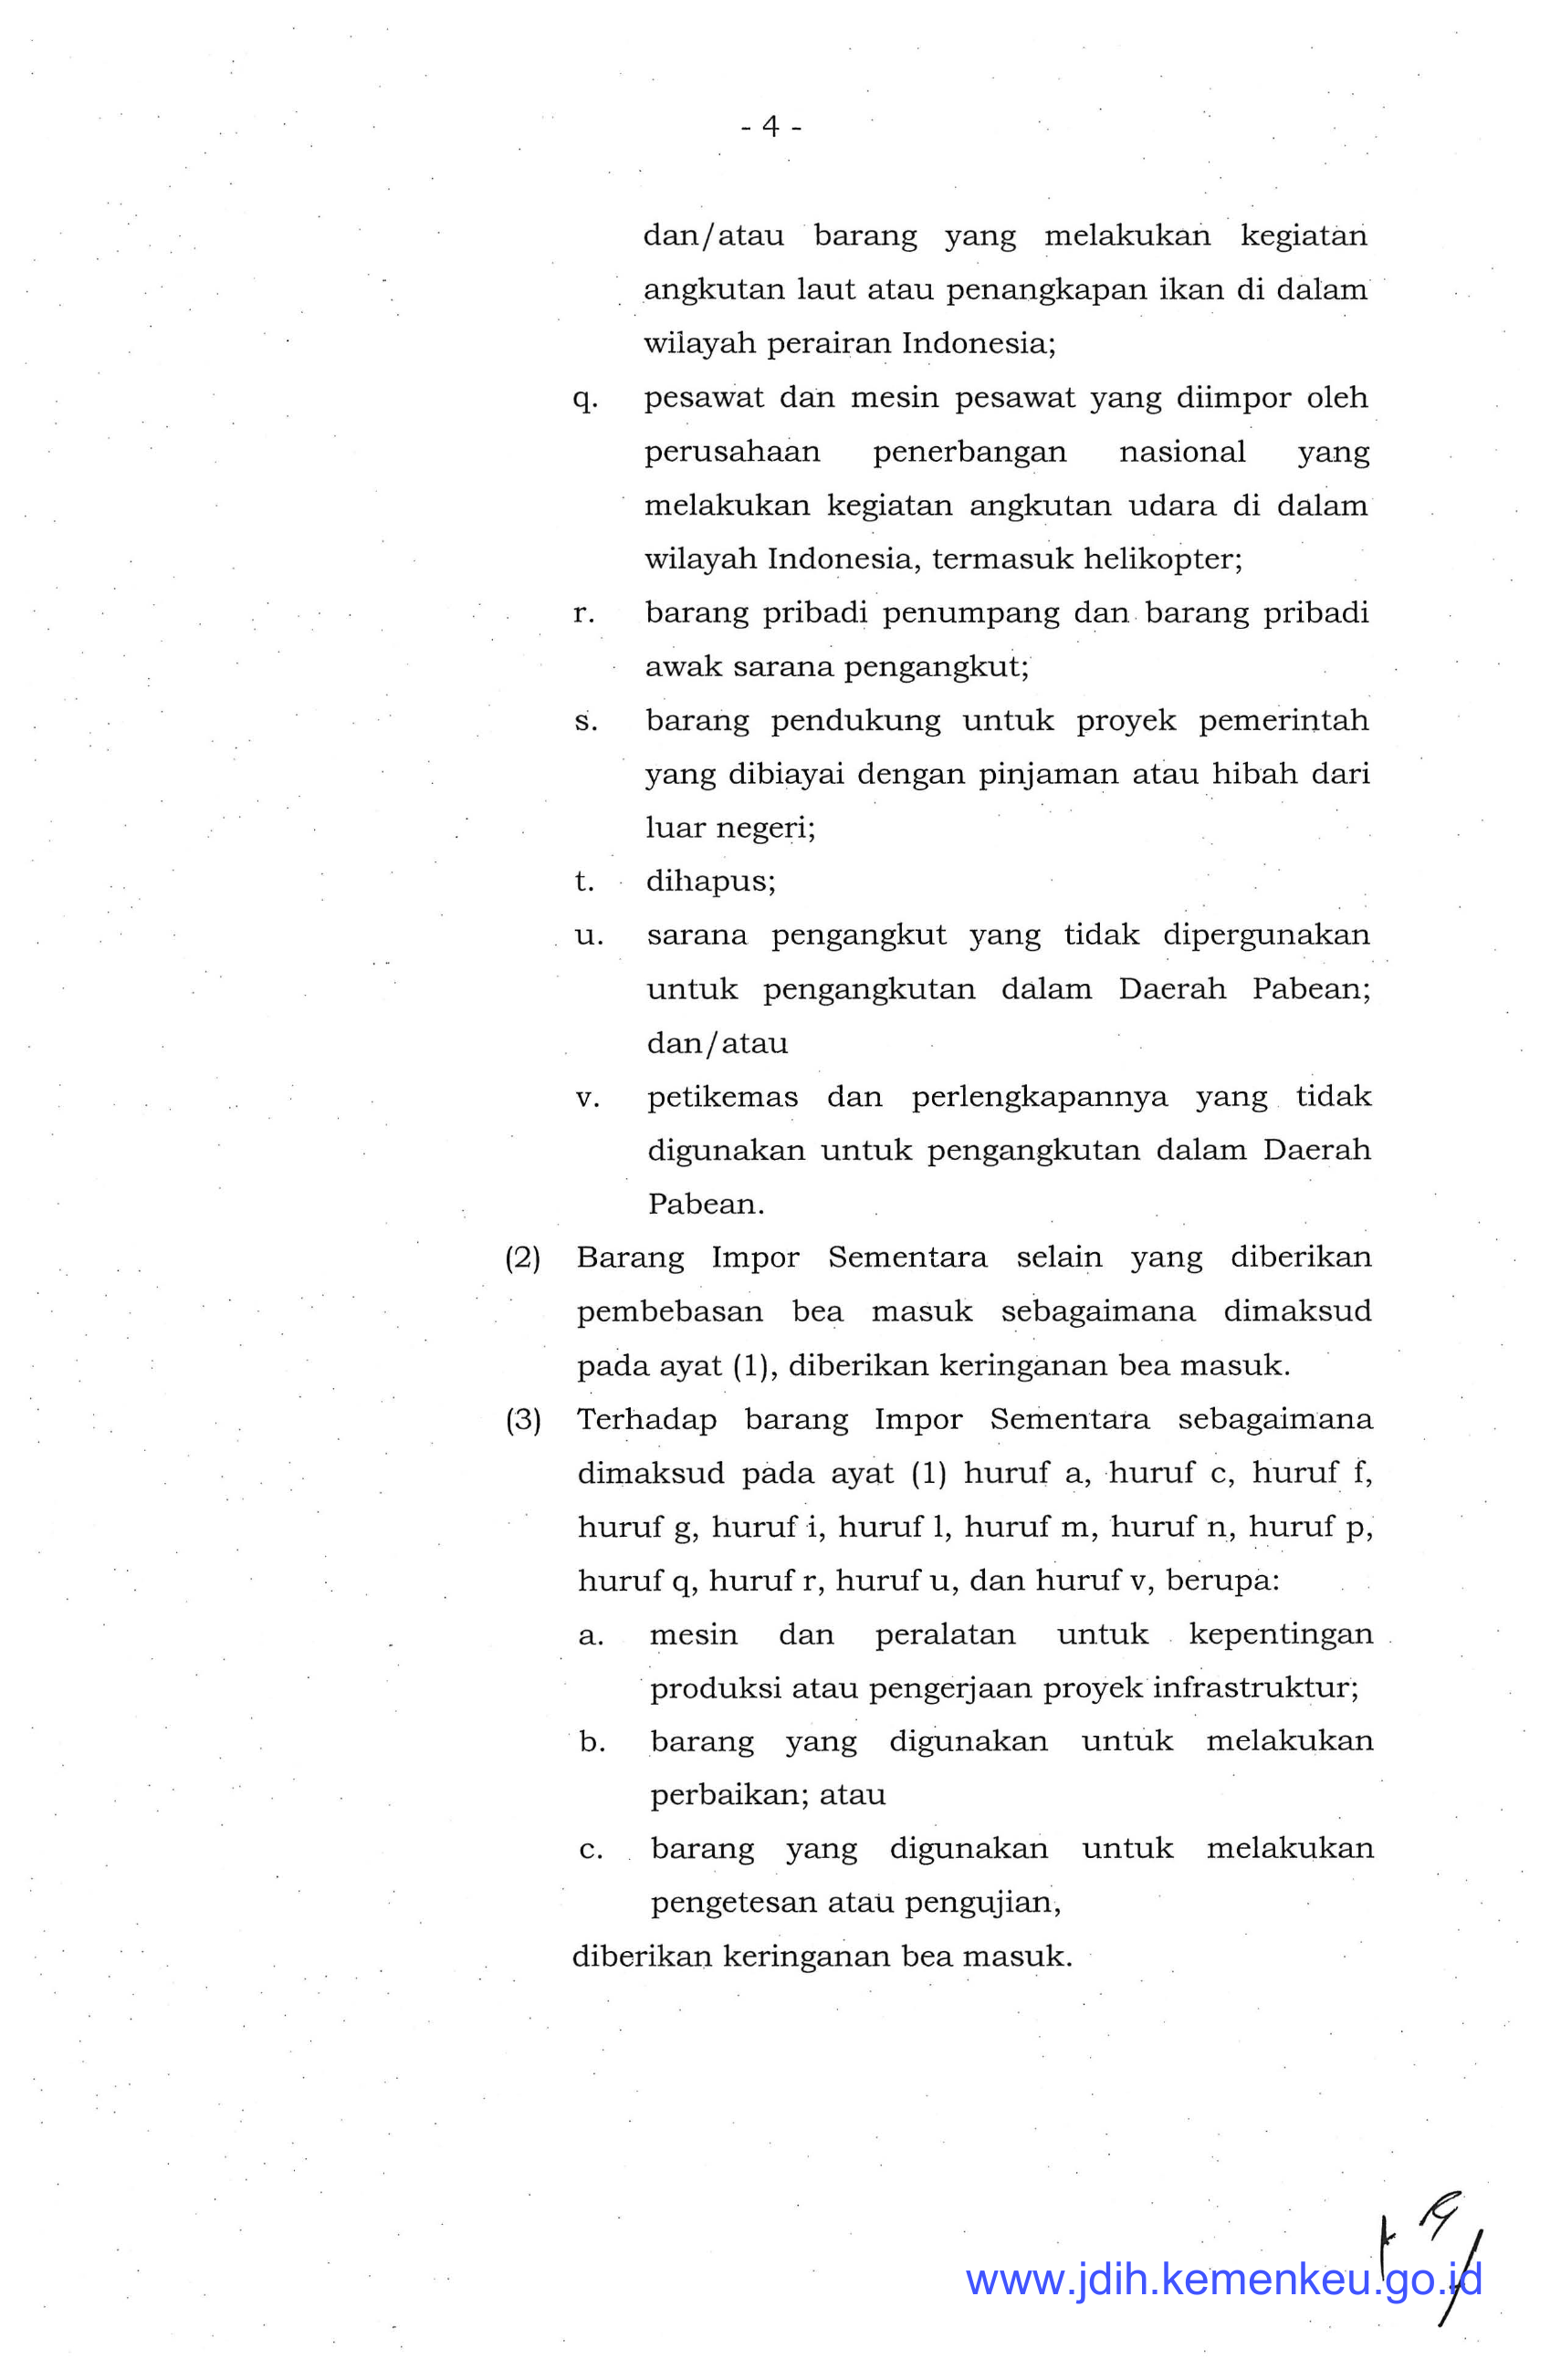 - 4 -
dan/atau barang yang melakukan kegiatan
angkutan laut atau penangkapan ikan di dalam
wilayah perairan Indonesia;
q. pesawat dan mesin pesawat yang diimpor oleh
perusahaan penerbangan nasional yang
melakukan kegiatan angkutan udara di dalam
wilayah Indonesia, termasuk helikopter;
r. barang pribadi penumpang dan barang pribadi
awak sarana pengangkut;
s. barang pendukung untuk proyek pemerintah
yang dibiayai dengan pinjaman atau hibah dari
luar negeri;
t. dihapus;
u. sarana pengangkut yang tidak dipergunakan
untuk pengangkutan dalam Daerah Pabean;
dan/atau
v. petikemas dan perlengkapannya yang tidak
digunakan untuk pengangkutan dalam Daerah
Pabean.
(2) Barang Impor Sementara selain yang diberikan
pembebasan bea masuk sebagaimana dimaksud
pada ayat (1), diberikan keringanan bea masuk.
(3) Terhadap barang Impor Sementara sebagaimana
dimaksud pada ayat (1) huruf a, huruf c, huruf f,
huruf g, huruf i, huruf l, huruf m, huruf n, huruf p,
huruf q, huruf r, huruf u, dan huruf v, berupa:
a. mesin dan peralatan untuk kepentingan
produksi atau pengerjaan proyek infrastruktur;
b. barang yang digunakan untuk melakukan
perbaikan; atau
c. barang yang digunakan untuk melakukan
pengetesan atau pengujian,
diberikan keringanan bea masuk.
www.jdih.kemenkeu.go.id